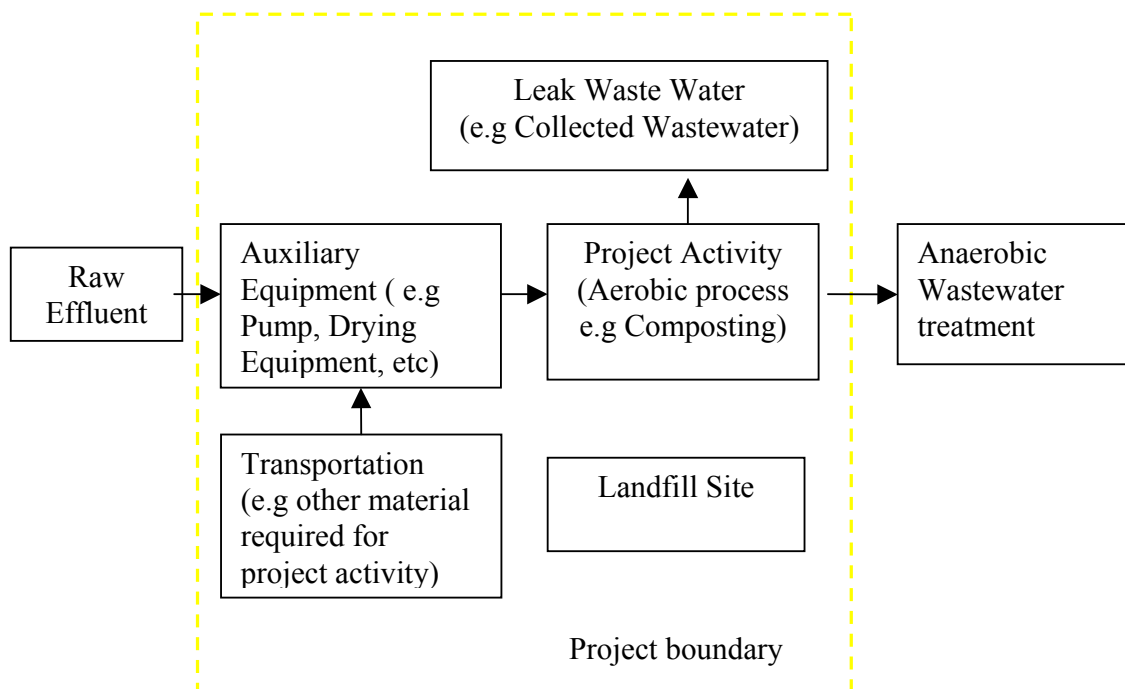 Leak Waste Water
(e.g Collected Wastewater)
Raw
Effluent
Auxiliary
Equipment ( e.g
Pump, Drying
Equipment, etc)
Project Activity
(Aerobic process
e.g Composting)
Anaerobic
Wastewater
treatment
Transportation
(e.g other material
required for
project activity)
Landfill Site
Project boundary